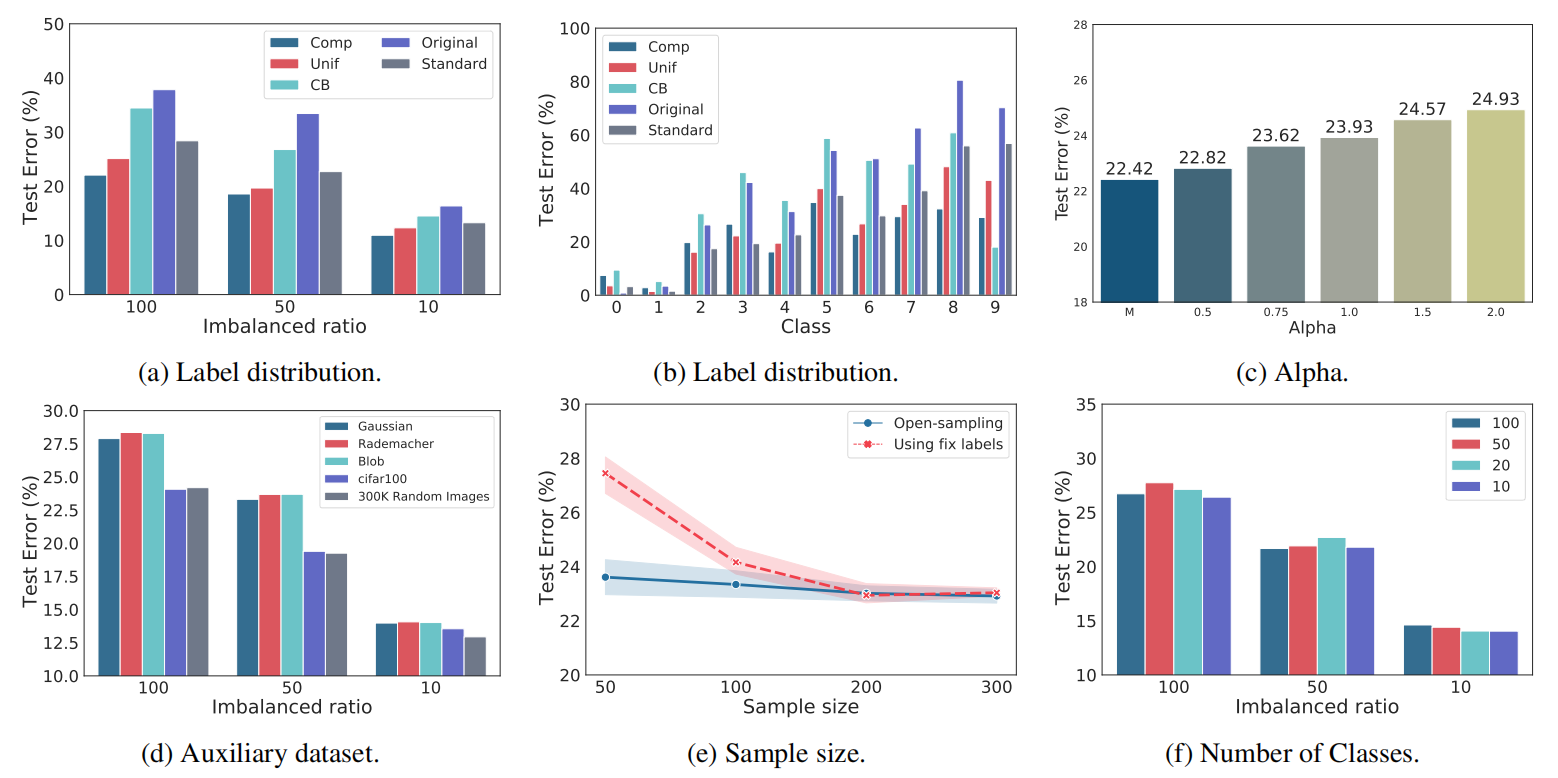 50
40
30
20
10
0
Test Error (%)
Comp
Unif
CB
Original
Standard
100 50 10
Imbalanced ratio
(a) Label distribution.
100
80
60
40
20
0
Test Error (%)
Comp
Unif
CB
Original
Standard
0 1 2 3 4 5 6 7 8 9
Class
(b) Label distribution.
28
26
24
22
20
18
Test Error (%)
22.42 22.82 23.62 23.93 24.57 24.93
M 0.5 0.75 1.0 1.5 2.0
Alpha
(c) Alpha.
30.0
27.5
25.0
22.5
20.0
17.5
15.0
12.5
10.0
Test Error (%)
Gaussian
Rademacher
Blob
cifar100
300K Random Images
100 50 10
Imbalanced ratio
(d) Auxiliary dataset.
30
28
26
24
22
20
Test Error (%)
Open-sampling
Using fix labels
50 100 200 300
Sample size
(e) Sample size.
35
30
25
20
15
10
Test Error (%)
100
50
20
10
100 50 10
Imbalanced ratio
(f) Number of Classes.